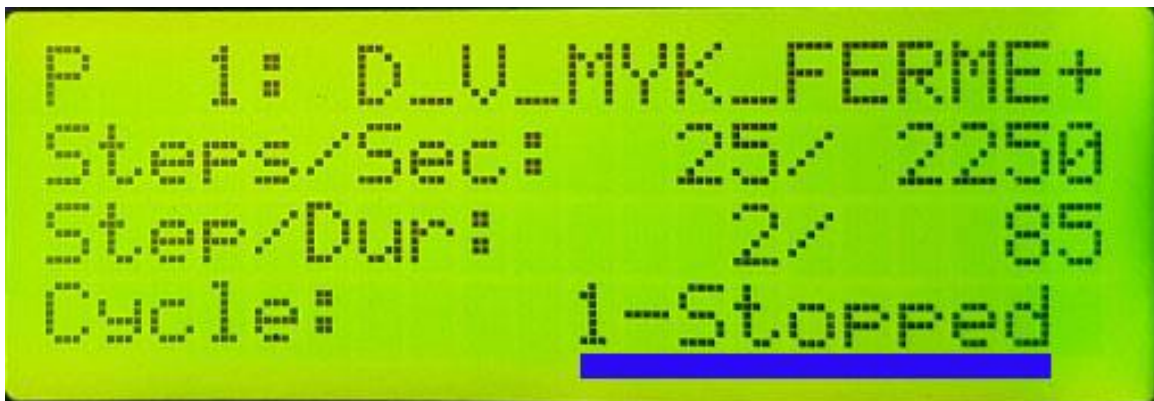 P 1: D_V_MYK_FERME+
Steps/Sec: 25/ 2250
Step/Dur: 2/ 85
Cycle: 1-Stopped